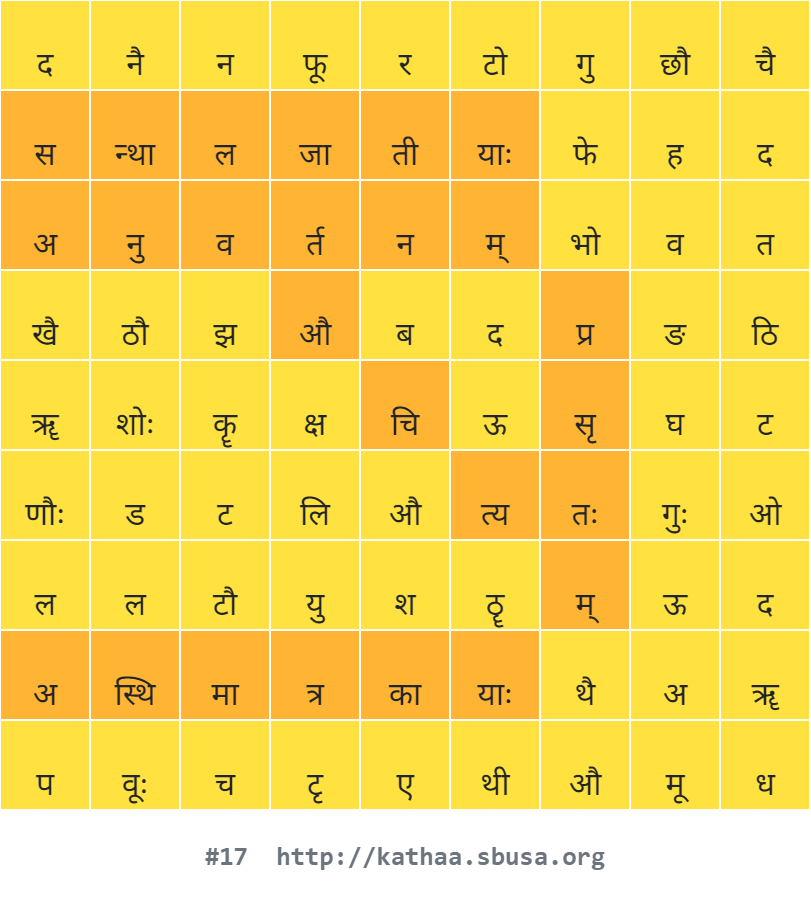 द नै न फू र टो गु छौ चै
स न्था ल जा ती याः फे ह द
अ नु व र्त न म् भो व त
खै ठौ झ औ ब द प्र ङ ठि
ॠ शोः कॄ क्ष चि ऊ सृ घ ट
णौः ड ट लि औ त्य तः गुः ओ
ल ल टौ यु श ठॄ म् ऊ द
अ स्थि मा त्र का याः थै अ ॠ
प वूः च टृ ए थी औ मू ध
#17 http://kathaa.sbusa.org